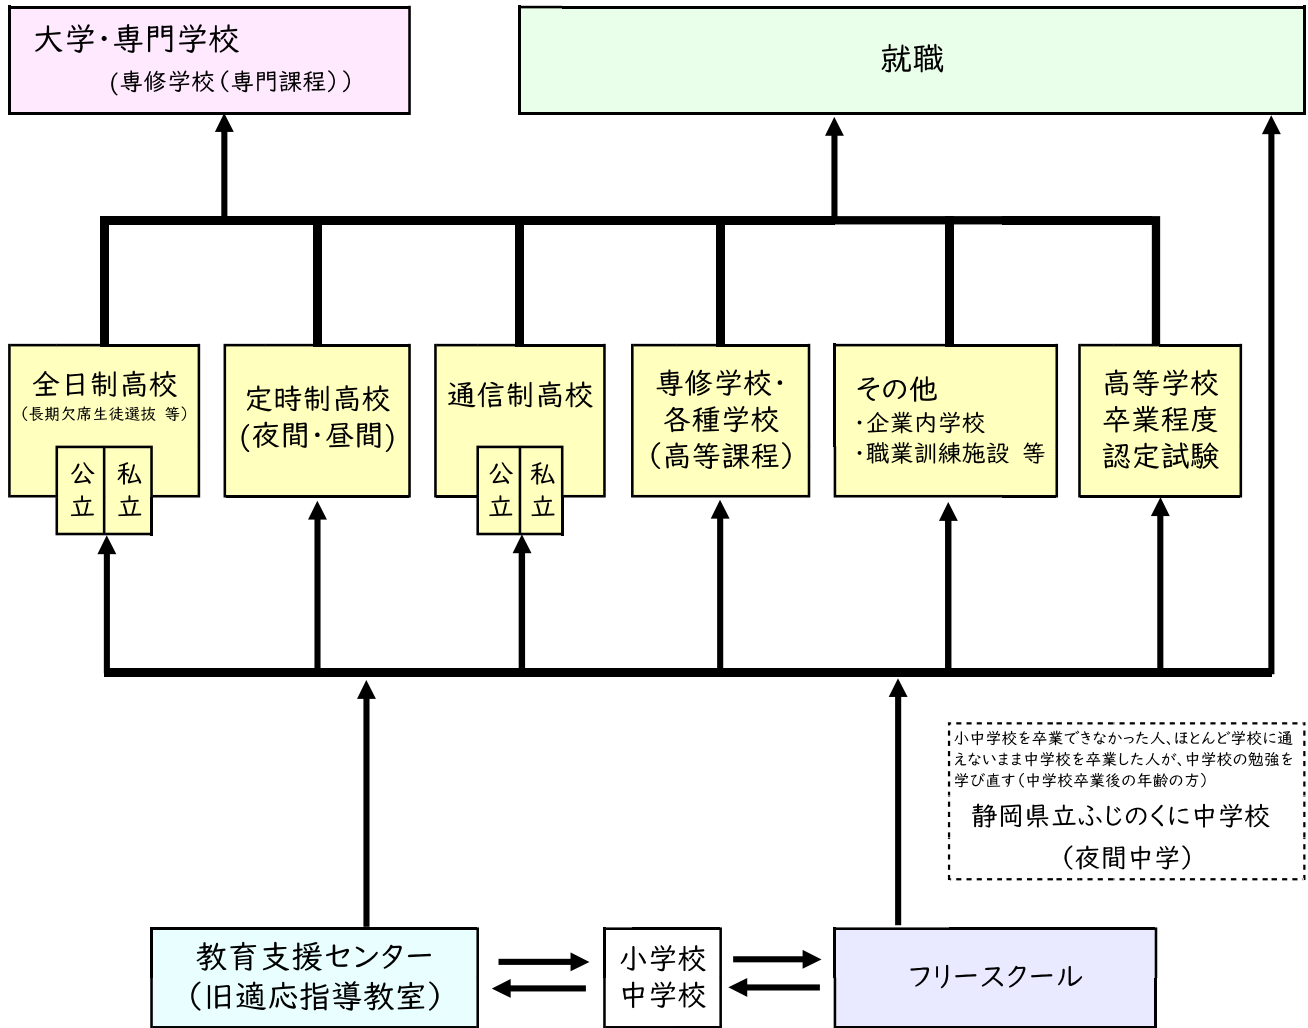 大学・専門学校
(専修学校(専門課程))
就職
全日制高校
(長期欠席生徒選抜 等)
公立
私立
定時制高校
(夜間・昼間)
通信制高校
公立
私立
専修学校・
各種学校
(高等課程)
その他
・企業内学校
・職業訓練施設 等
高等学校
卒業程度
認定試験
小中学校を卒業できなかった人、ほとんど学校に通
えないまま中学校を卒業した人が、中学校の勉強を
学び直す(中学校卒業後の年齢の方)
静岡県立ふじのくに中学校
(夜間中学)
教育支援センター
(旧適応指導教室)
小学校
中学校
フリースクール